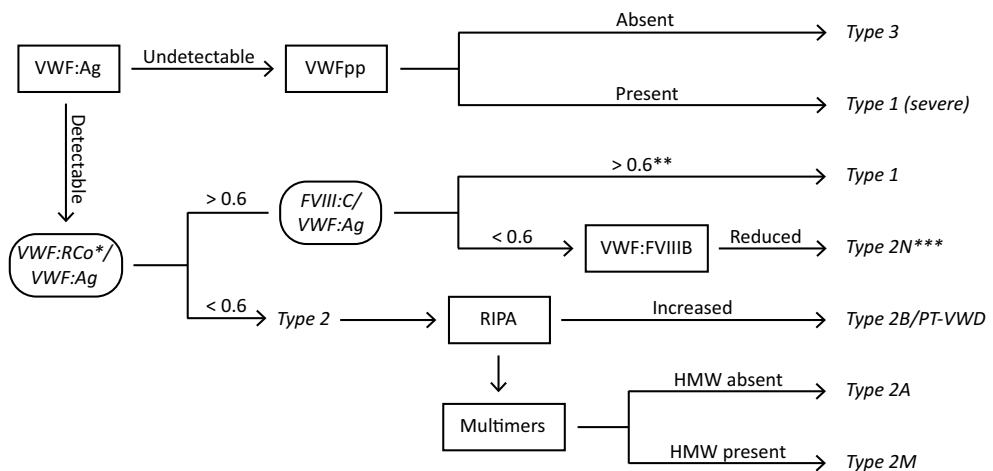 Absent
Type 3
VWF:Ag
Undetectable
VWFpp
Present
Type 1 (severe)
Detectable
> 0.6**
Type 1
> 0.6
FVIII:C/
VWF:Ag
< 0.6
VWF:FVIIIB
Reduced
Type 2N***
VWF:RCo*/
VWF:Ag
< 0.6
Type 2
RIPA
Increased
Type 2B/PT-VWD
HMW absent
Type 2A
Multimers
HMW present
Type 2M